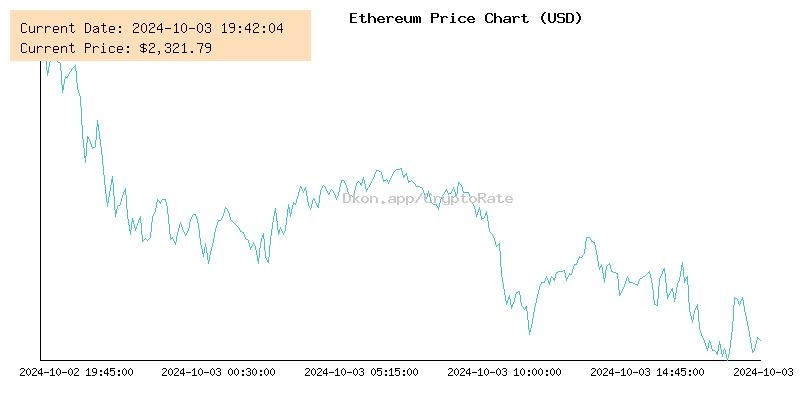 Ethereum Price Chart (USD)
Current Date: 2024-10-03 19:42:04
Current Price: $2,321.79
Dkon.app/CryptoRate
2024-10-02 19:45:00 2024-10-03 00:30:00 2024-10-03 05:15:00 2024-10-03 10:00:00 2024-10-03 14:45:00 2024-10-03